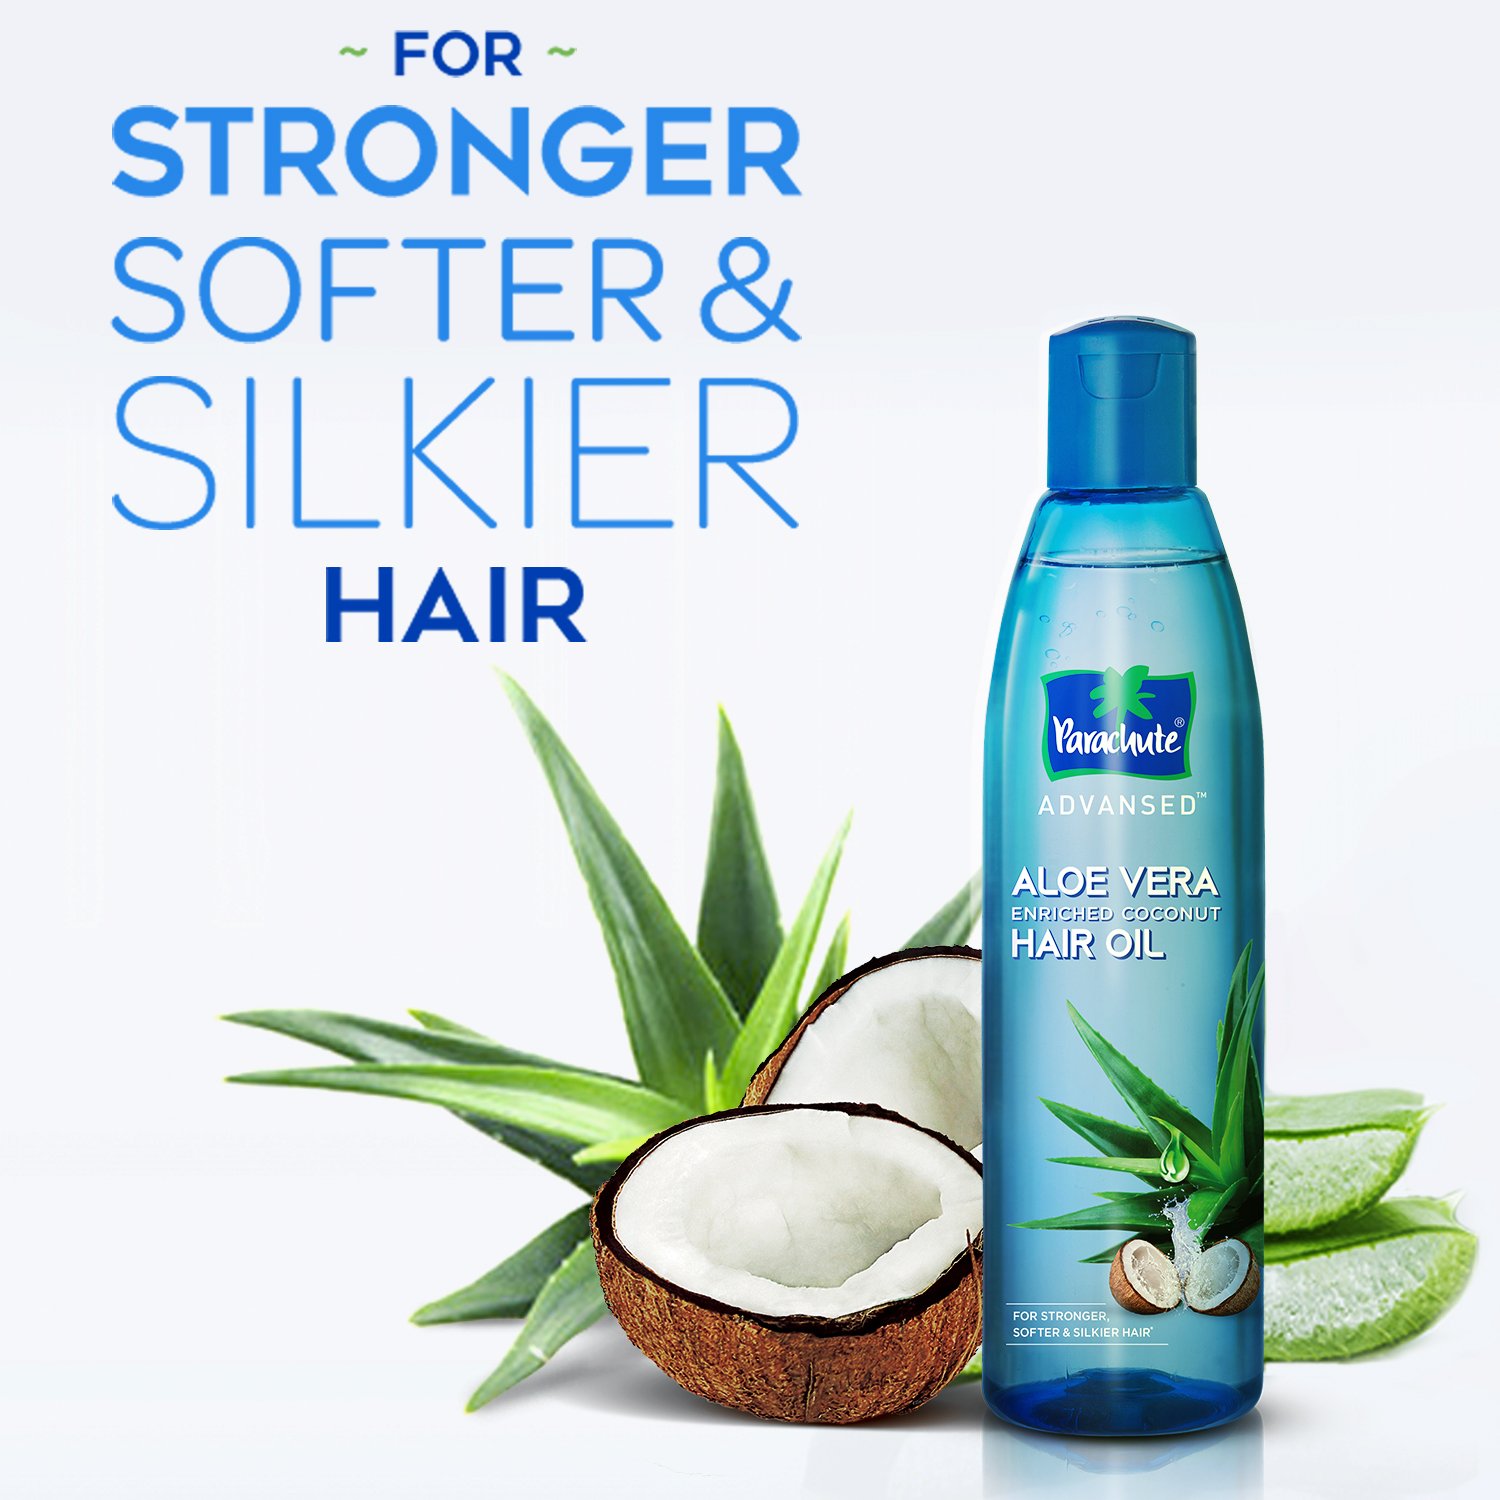 ~ FOR ~
STRONGER
SOFTER &
SILKIER
HAIR
Parachute®
ADVANSED™
ALOE VERA
ENRICHED COCONUT
HAIR OIL
FOR STRONGER,
SOFTER & SILKIER HAIR*